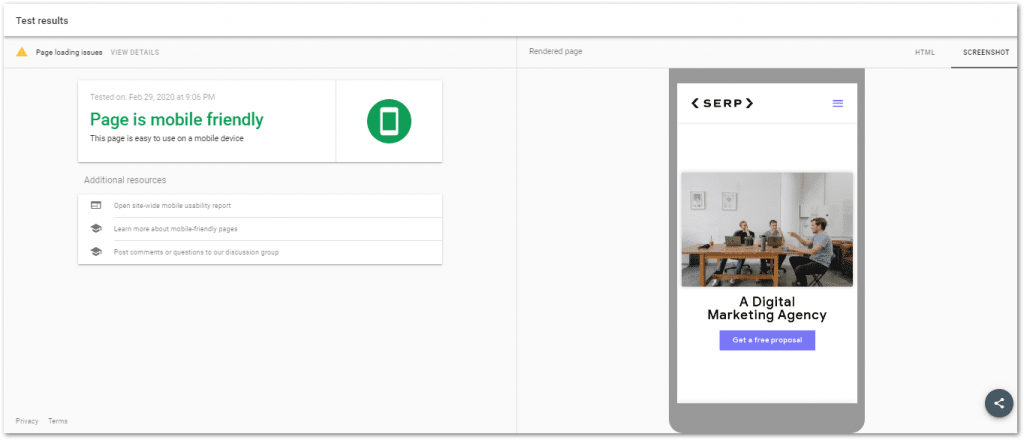 Test results
Page loading issues VIEW DETAILS
Tested on: Feb 29, 2020 at 9:06 PM
Page is mobile friendly
This page is easy to use on a mobile device
Additional resources
Open site-wide mobile usability report
Learn more about mobile-friendly pages
Post comments or questions to our discussion group
Privacy Terms
Rendered page HTML SCREENSHOT
<SERP>
A Digital
Marketing Agency
Get a free proposal